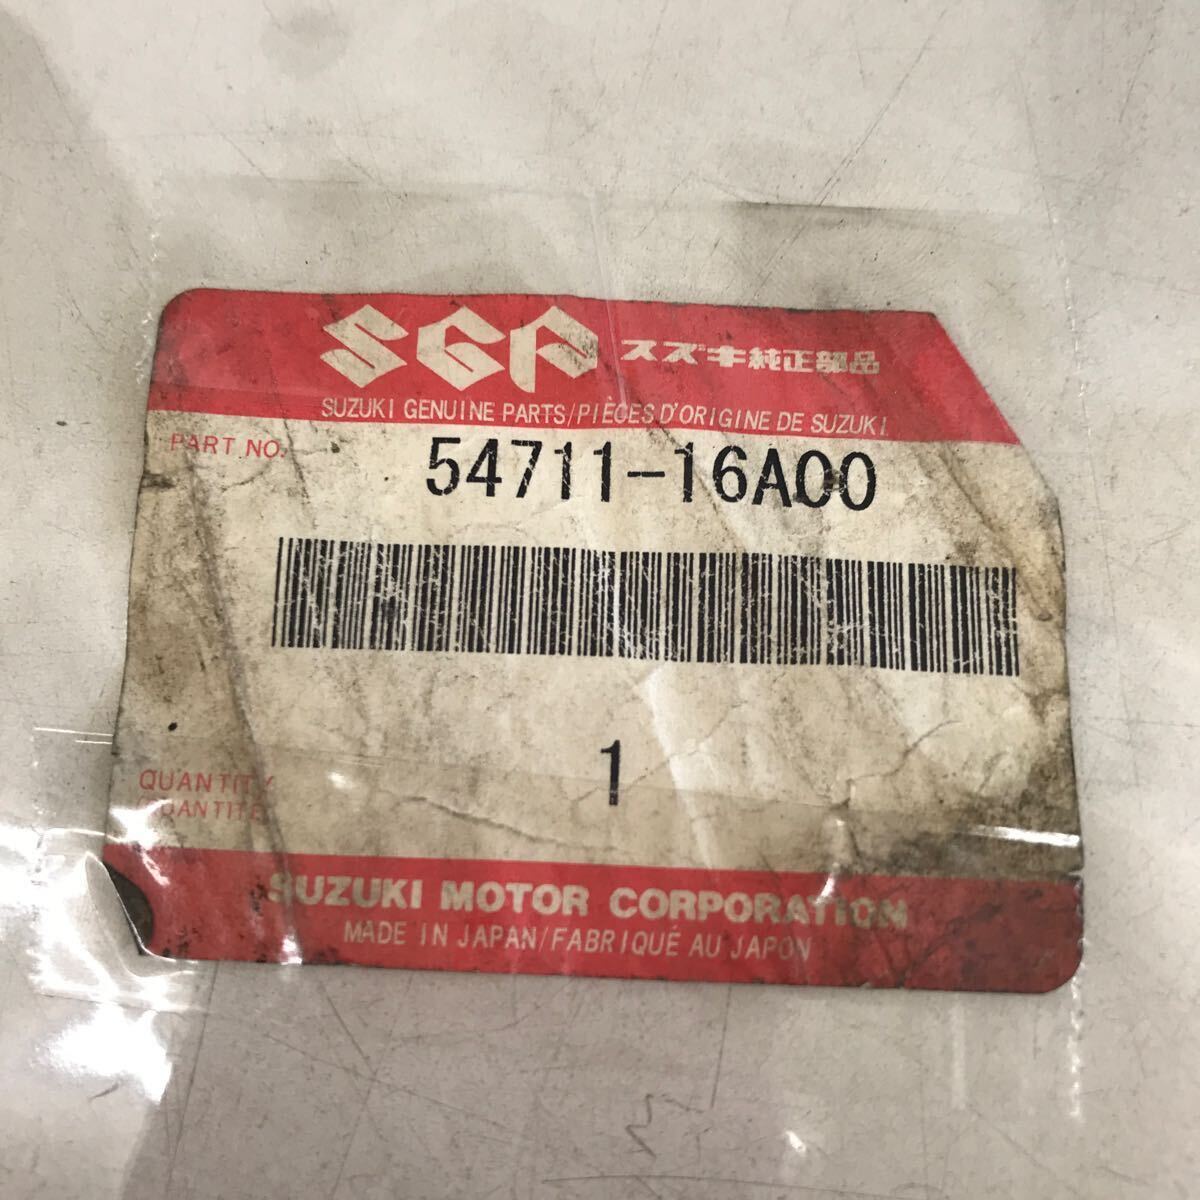 SGP スズキ純正部品
SUZUKI GENUINE PARTS/PIÈCES D'ORIGINE DE SUZUKI
PART NO. 54711-16A00
QUANTITY 1
QUANTITÉ
SUZUKI MOTOR CORPORATION
MADE IN JAPAN/FABRIQUÉ AU JAPON